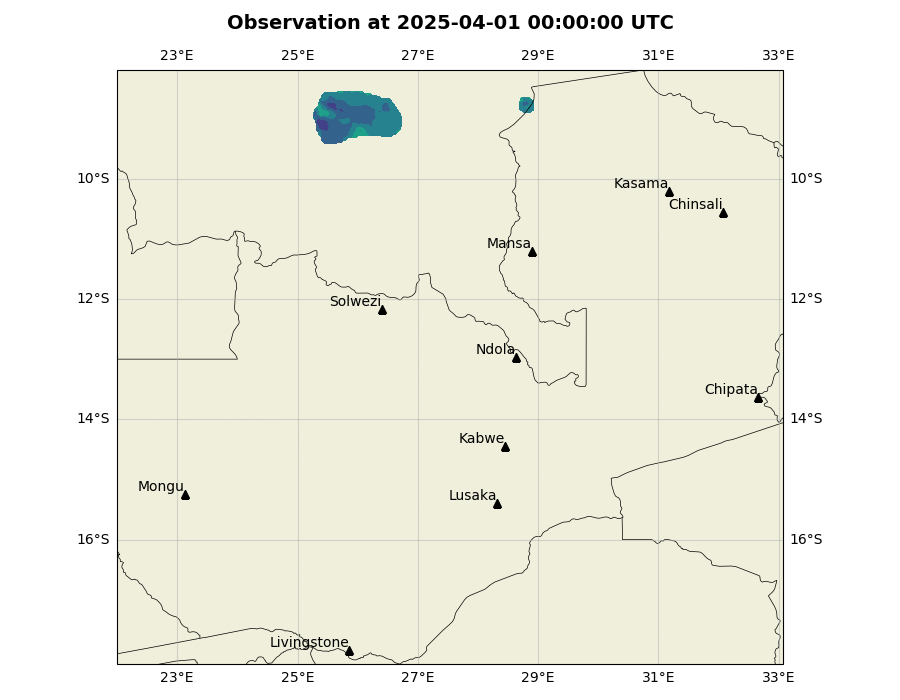 Observation at 2025-04-01 00:00:00 UTC
23°E 25°E 27°E 29°E 31°E 33°E
10°S 10°S
Kasama
Chinsali
Mansa
12°S 12°S
Solwezi
Ndola
Chipata
14°S 14°S
Kabwe
Mongu
Lusaka
16°S 16°S
Livingstone
23°E 25°E 27°E 29°E 31°E 33°E